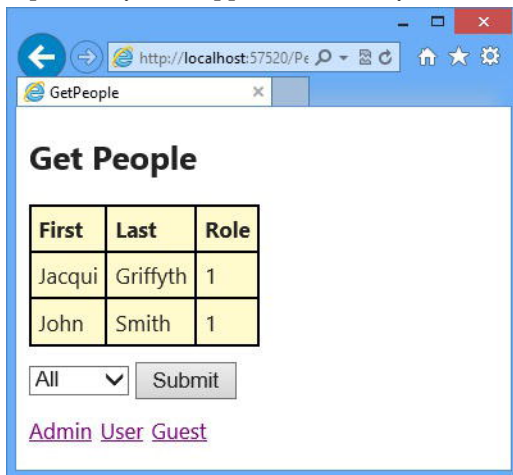 http://localhost:57520/Pe
GetPeople
Get People
First Last Role
Jacqui Griffyth 1
John Smith 1
All Submit
Admin User Guest